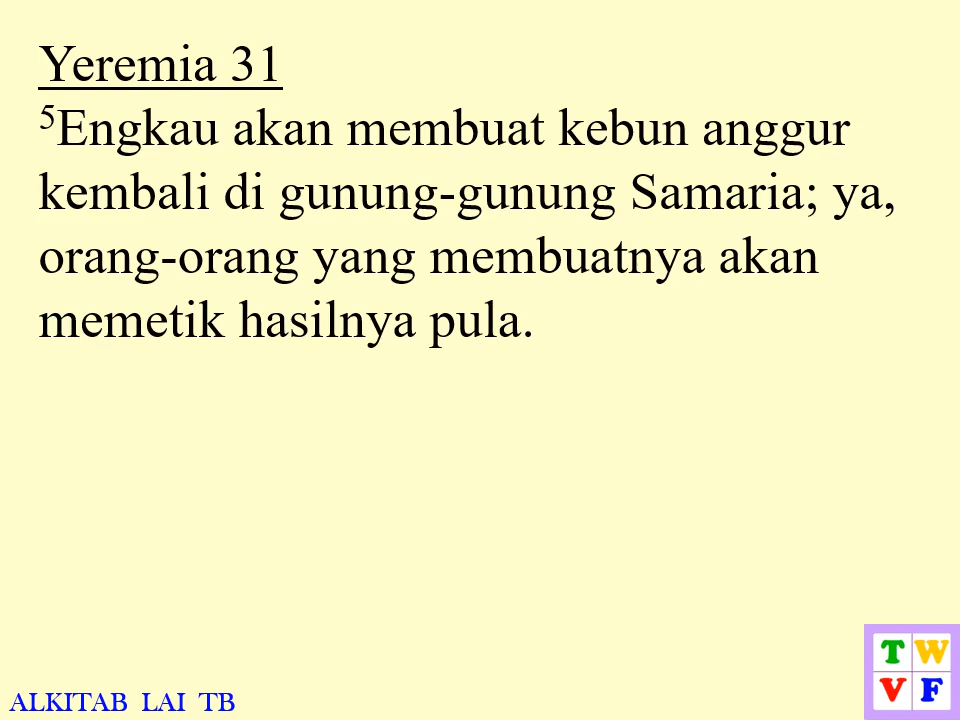 Yeremia 31
⁵Engkau akan membuat kebun anggur
kembali di gunung-gunung Samaria; ya,
orang-orang yang membuatnya akan
memetik hasilnya pula.
ALKITAB LAI TB
T W
V F